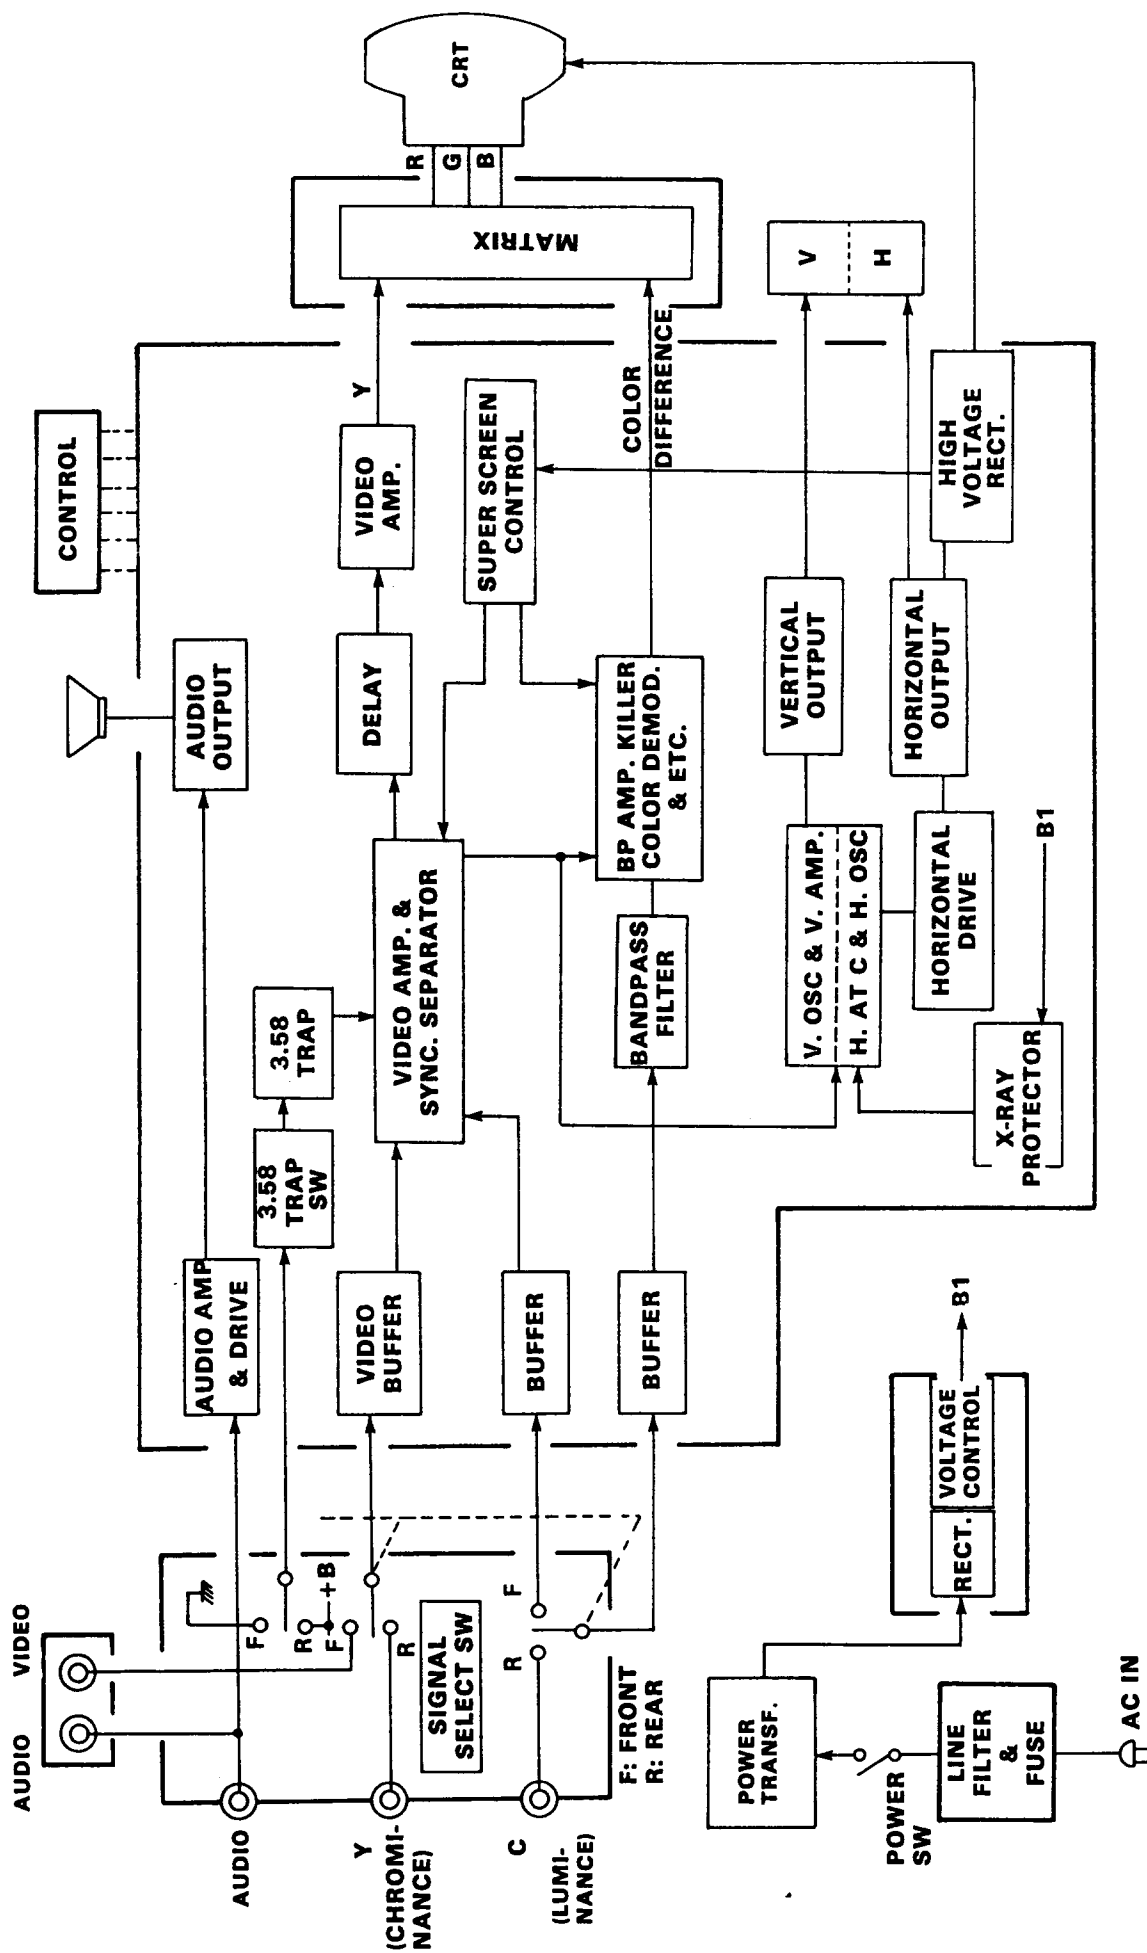 AUDIO
VIDEO
AUDIO
Y
(CHROMI-
NANCE)
C
(LUMI-
NANCE)
F
R
+B
F
R
R
F
SIGNAL
SELECT SW
F: FRONT
R: REAR
AUDIO AMP
& DRIVE
AUDIO
OUTPUT
CONTROL
3.58
TRAP
SW
3.58
TRAP
VIDEO
BUFFER
BUFFER
BUFFER
VIDEO AMP. &
SYNC. SEPARATOR
DELAY
VIDEO
AMP.
Y
SUPER SCREEN
CONTROL
BANDPASS
FILTER
BP AMP. KILLER
COLOR DEMOD.
& ETC.
COLOR
DIFFERENCE
MATRIX
R
G
B
CRT
V. OSC & V. AMP.
H. AT C & H. OSC
VERTICAL
OUTPUT
V
H
HORIZONTAL
DRIVE
HORIZONTAL
OUTPUT
HIGH
VOLTAGE
RECT.
X-RAY
PROTECTOR
B1
POWER
TRANSF.
POWER
SW
LINE
FILTER
&
FUSE
AC IN
RECT.
VOLTAGE
CONTROL
B1